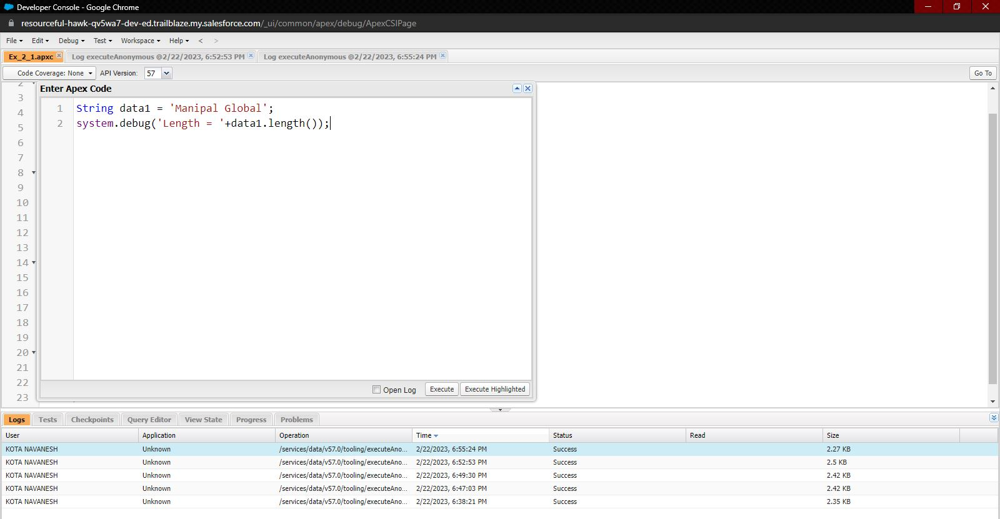 Developer Console - Google Chrome
resourceful-hawk-qv5wa7-dev-ed.trailblaze.my.salesforce.com/_ui/common/apex/debug/ApexCSIPage
File Edit Debug Test Workspace Help < >
Ex_2_1.apxc Log executeAnonymous @2/22/2023, 6:52:53 PM Log executeAnonymous @2/22/2023, 6:55:24 PM
Code Coverage: None API Version: 57 Go To
Enter Apex Code
1 String data1 = 'Manipal Global';
2 system.debug('Length = '+data1.length());
2
3
4
5
6
7
8
9
10
11
12
13
14
15
16
17
18
19
20
21
22
23
Open Log Execute Execute Highlighted
Logs Tests Checkpoints Query Editor View State Progress Problems
User Application Operation Time Status Read Size
KOTA NAVANESH Unknown /services/data/v57.0/tooling/executeAno... 2/22/2023, 6:55:24 PM Success 2.27 KB
KOTA NAVANESH Unknown /services/data/v57.0/tooling/executeAno... 2/22/2023, 6:52:53 PM Success 2.5 KB
KOTA NAVANESH Unknown /services/data/v57.0/tooling/executeAno... 2/22/2023, 6:49:30 PM Success 2.42 KB
KOTA NAVANESH Unknown /services/data/v57.0/tooling/executeAno... 2/22/2023, 6:47:03 PM Success 2.42 KB
KOTA NAVANESH Unknown /services/data/v57.0/tooling/executeAno... 2/22/2023, 6:38:21 PM Success 2.35 KB